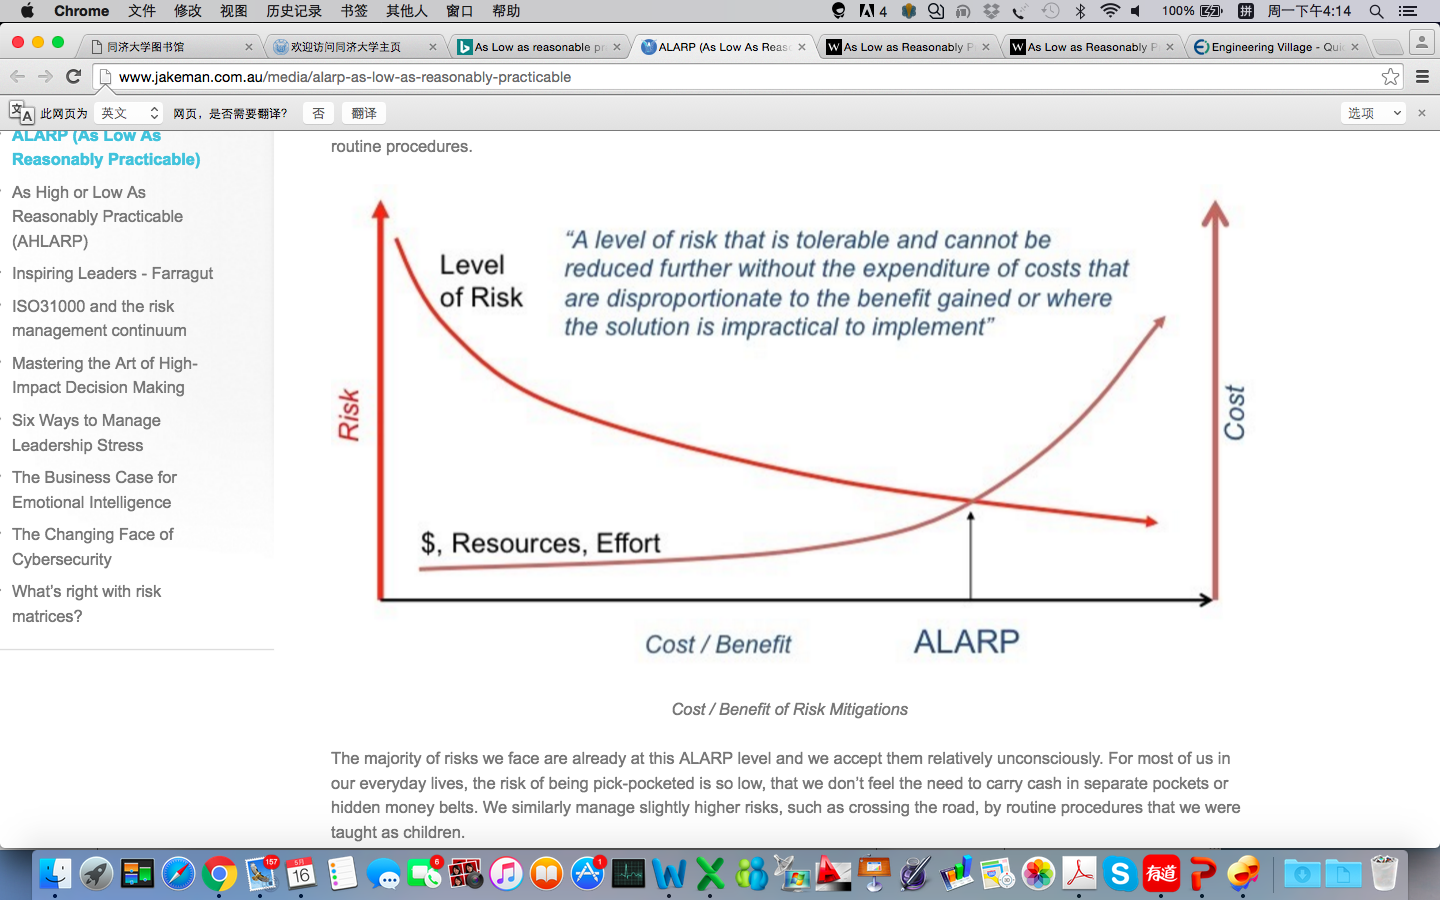 Chrome 文件 修改 视图 历史记录 书签 其他人 窗口 帮助 4 100% 拼 周一下午4:14
同济大学图书馆 欢迎访问同济大学主页 As Low as reasonable pr ALARP (As Low As Reas As Low as Reasonably P As Low as Reasonably P Engineering Village - Qui
www.jakeman.com.au/media/alarp-as-low-as-reasonably-practicable
此网页为 英文 网页，是否需要翻译? 否 翻译 选项
ALARP (As Low As
Reasonably Practicable)
As High or Low As
Reasonably Practicable
(AHLARP)
Inspiring Leaders - Farragut
ISO31000 and the risk
management continuum
Mastering the Art of High-
Impact Decision Making
Six Ways to Manage
Leadership Stress
The Business Case for
Emotional Intelligence
The Changing Face of
Cybersecurity
What's right with risk
matrices?
routine procedures.
Level
of Risk
“A level of risk that is tolerable and cannot be
reduced further without the expenditure of costs that
are disproportionate to the benefit gained or where
the solution is impractical to implement”
Risk
Cost
$, Resources, Effort
Cost / Benefit
ALARP
Cost / Benefit of Risk Mitigations
The majority of risks we face are already at this ALARP level and we accept them relatively unconsciously. For most of us in
our everyday lives, the risk of being pick-pocketed is so low, that we don't feel the need to carry cash in separate pockets or
hidden money belts. We similarly manage slightly higher risks, such as crossing the road, by routine procedures that we were
taught as children.
157 5月 16 6 1 有道